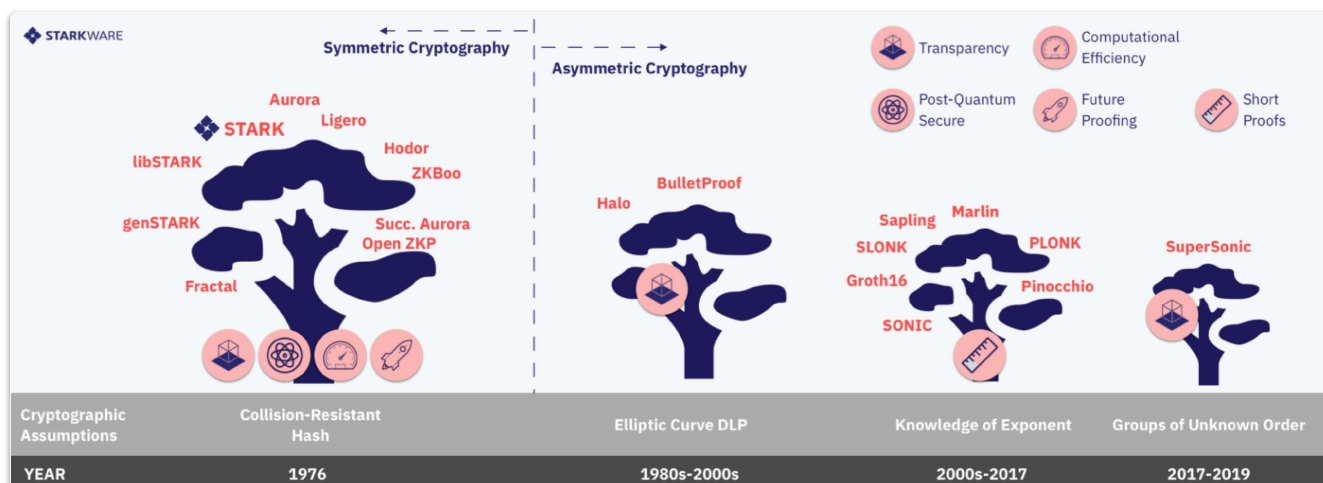 STARKWARE
Symmetric Cryptography
Asymmetric Cryptography
Transparency
Computational
Efficiency
Post-Quantum
Secure
Future
Proofing
Short
Proofs
Aurora
Ligero
STARK
Hodor
libSTARK
ZKBoo
genSTARK
Succ. Aurora
Open ZKP
Fractal
BulletProof
Halo
Marlin
Sapling
PLONK
SLONK
Groth16
Pinocchio
SONIC
SuperSonic
Cryptographic
Assumptions
Collision-Resistant
Hash
Elliptic Curve DLP
Knowledge of Exponent
Groups of Unknown Order
YEAR
1976
1980s-2000s
2000s-2017
2017-2019